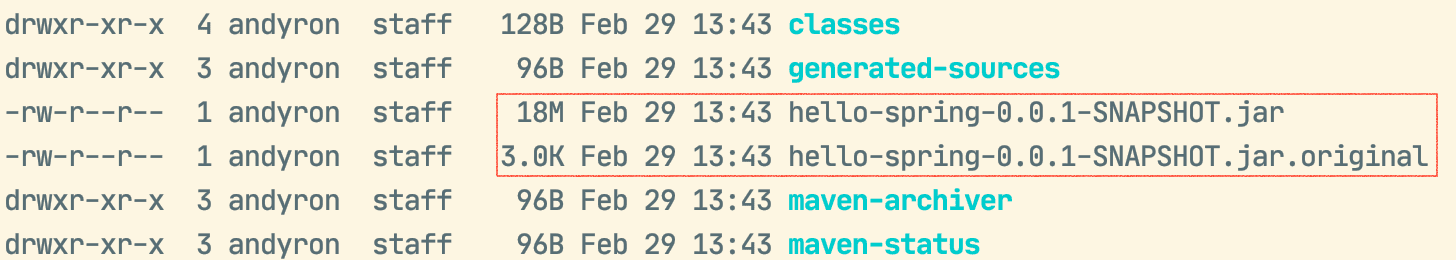 drwxr-xr-x  4 andyron  staff   128B Feb 29 13:43 classes
drwxr-xr-x  3 andyron  staff    96B Feb 29 13:43 generated-sources
-rw-r--r--  1 andyron  staff    18M Feb 29 13:43 hello-spring-0.0.1-SNAPSHOT.jar
-rw-r--r--  1 andyron  staff   3.0K Feb 29 13:43 hello-spring-0.0.1-SNAPSHOT.jar.original
drwxr-xr-x  3 andyron  staff    96B Feb 29 13:43 maven-archiver
drwxr-xr-x  3 andyron  staff    96B Feb 29 13:43 maven-status